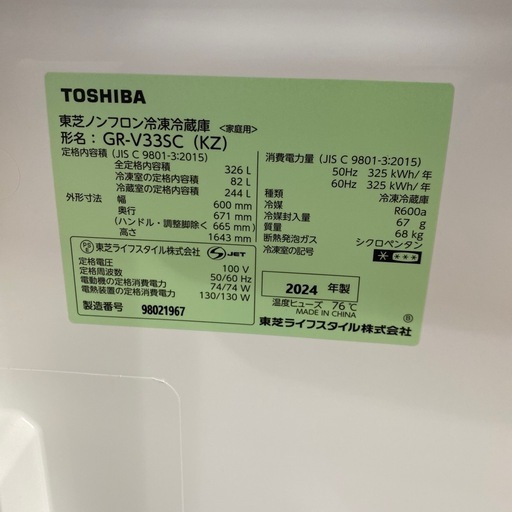 TOSHIBA
東芝ノンフロン冷凍冷蔵庫 <家庭用>
形名： GR-V33SC (KZ)
定格内容積 (JIS C 9801-3:2015)
全定格内容積 326 L
冷凍室の定格内容積 82 L
冷蔵室の定格内容積 244 L
外形寸法 幅 600 mm
奥行 671 mm
(ハンドル・調整脚除く 665 mm)
高さ 1643 mm
消費電力量 (JIS C 9801-3:2015)
50Hz 325 kWh/年
60Hz 325 kWh/年
種類 冷凍冷蔵庫
冷媒 R600a
冷媒封入量 67 g
質量 68 kg
断熱発泡ガス シクロペンタン
冷凍室の記号
PSE 東芝ライフスタイル株式会社 S JET
定格電圧 100 V
定格周波数 50/60 Hz
電動機の定格消費電力 74/74 W
電熱装置の定格消費電力 130/130 W
製造番号 98021967
2024 年製
温度ヒューズ 76℃
MADE IN CHINA
東芝ライフスタイル株式会社